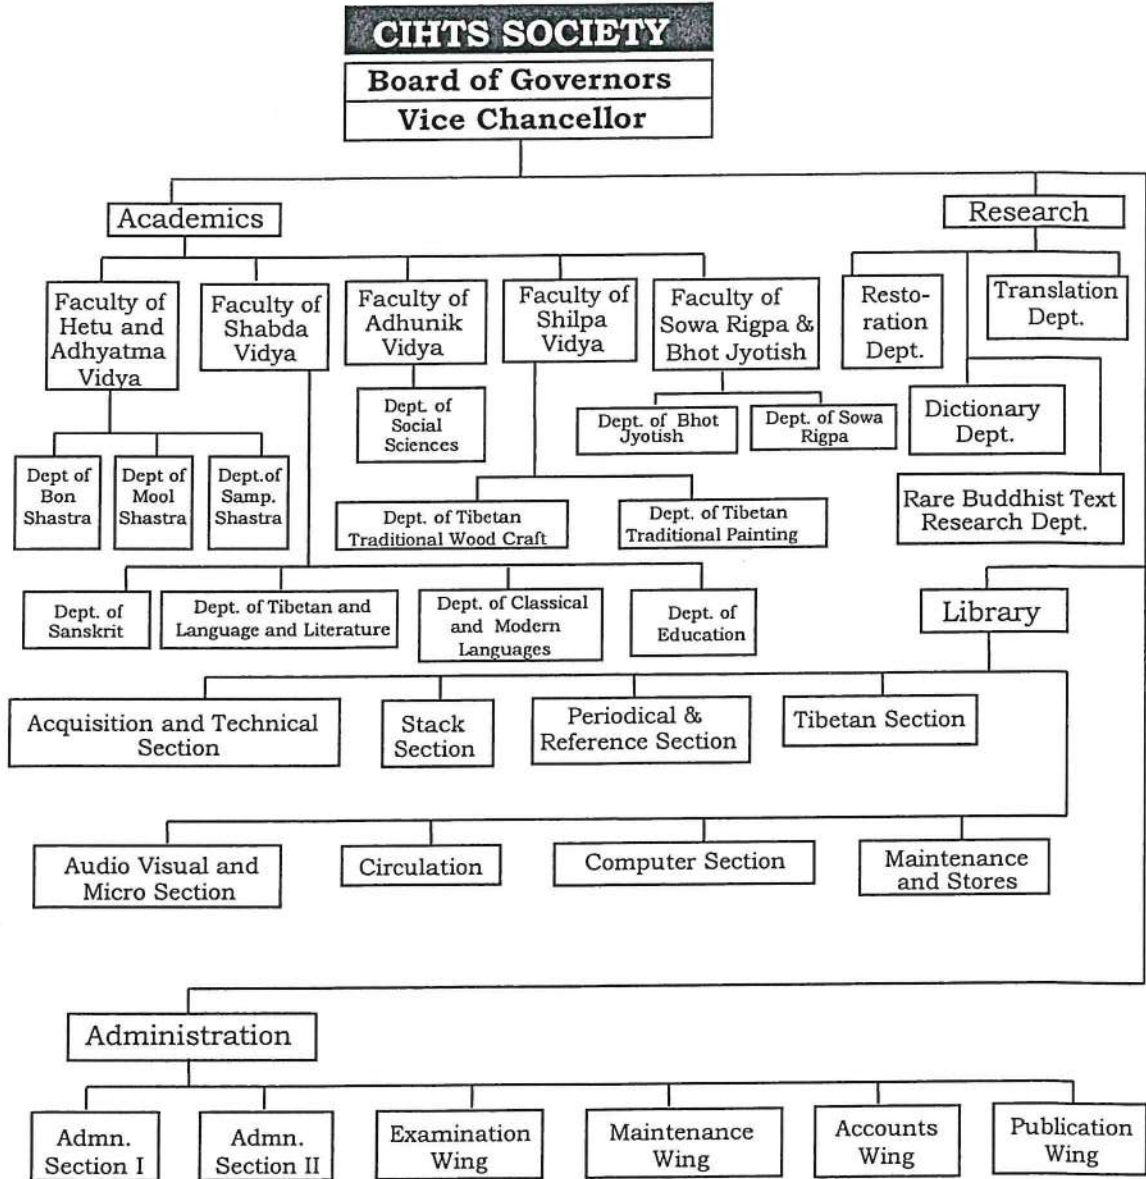 CIHTS SOCIETY
Board of Governors
Vice Chancellor
Academics
Research
Faculty of
Hetu and
Adhyatma
Vidya
Faculty of
Shabda
Vidya
Faculty of
Adhunik
Vidya
Faculty of
Shilpa
Vidya
Faculty of
Sowa Rigpa &
Bhot Jyotish
Resto-
ration
Dept.
Translation
Dept.
Dept. of
Social
Sciences
Dept. of Bhot
Jyotish
Dept. of Sowa
Rigpa
Dictionary
Dept.
Dept of
Bon
Shastra
Dept of
Mool
Shastra
Dept.of
Samp.
Shastra
Dept. of Tibetan
Traditional Wood Craft
Dept. of Tibetan
Traditional Painting
Rare Buddhist Text
Research Dept.
Dept. of
Sanskrit
Dept. of Tibetan and
Language and Literature
Dept. of Classical
and Modern
Languages
Dept. of
Education
Library
Acquisition and Technical
Section
Stack
Section
Periodical &
Reference Section
Tibetan Section
Audio Visual and
Micro Section
Circulation
Computer Section
Maintenance
and Stores
Administration
Admn.
Section I
Admn.
Section II
Examination
Wing
Maintenance
Wing
Accounts
Wing
Publication
Wing